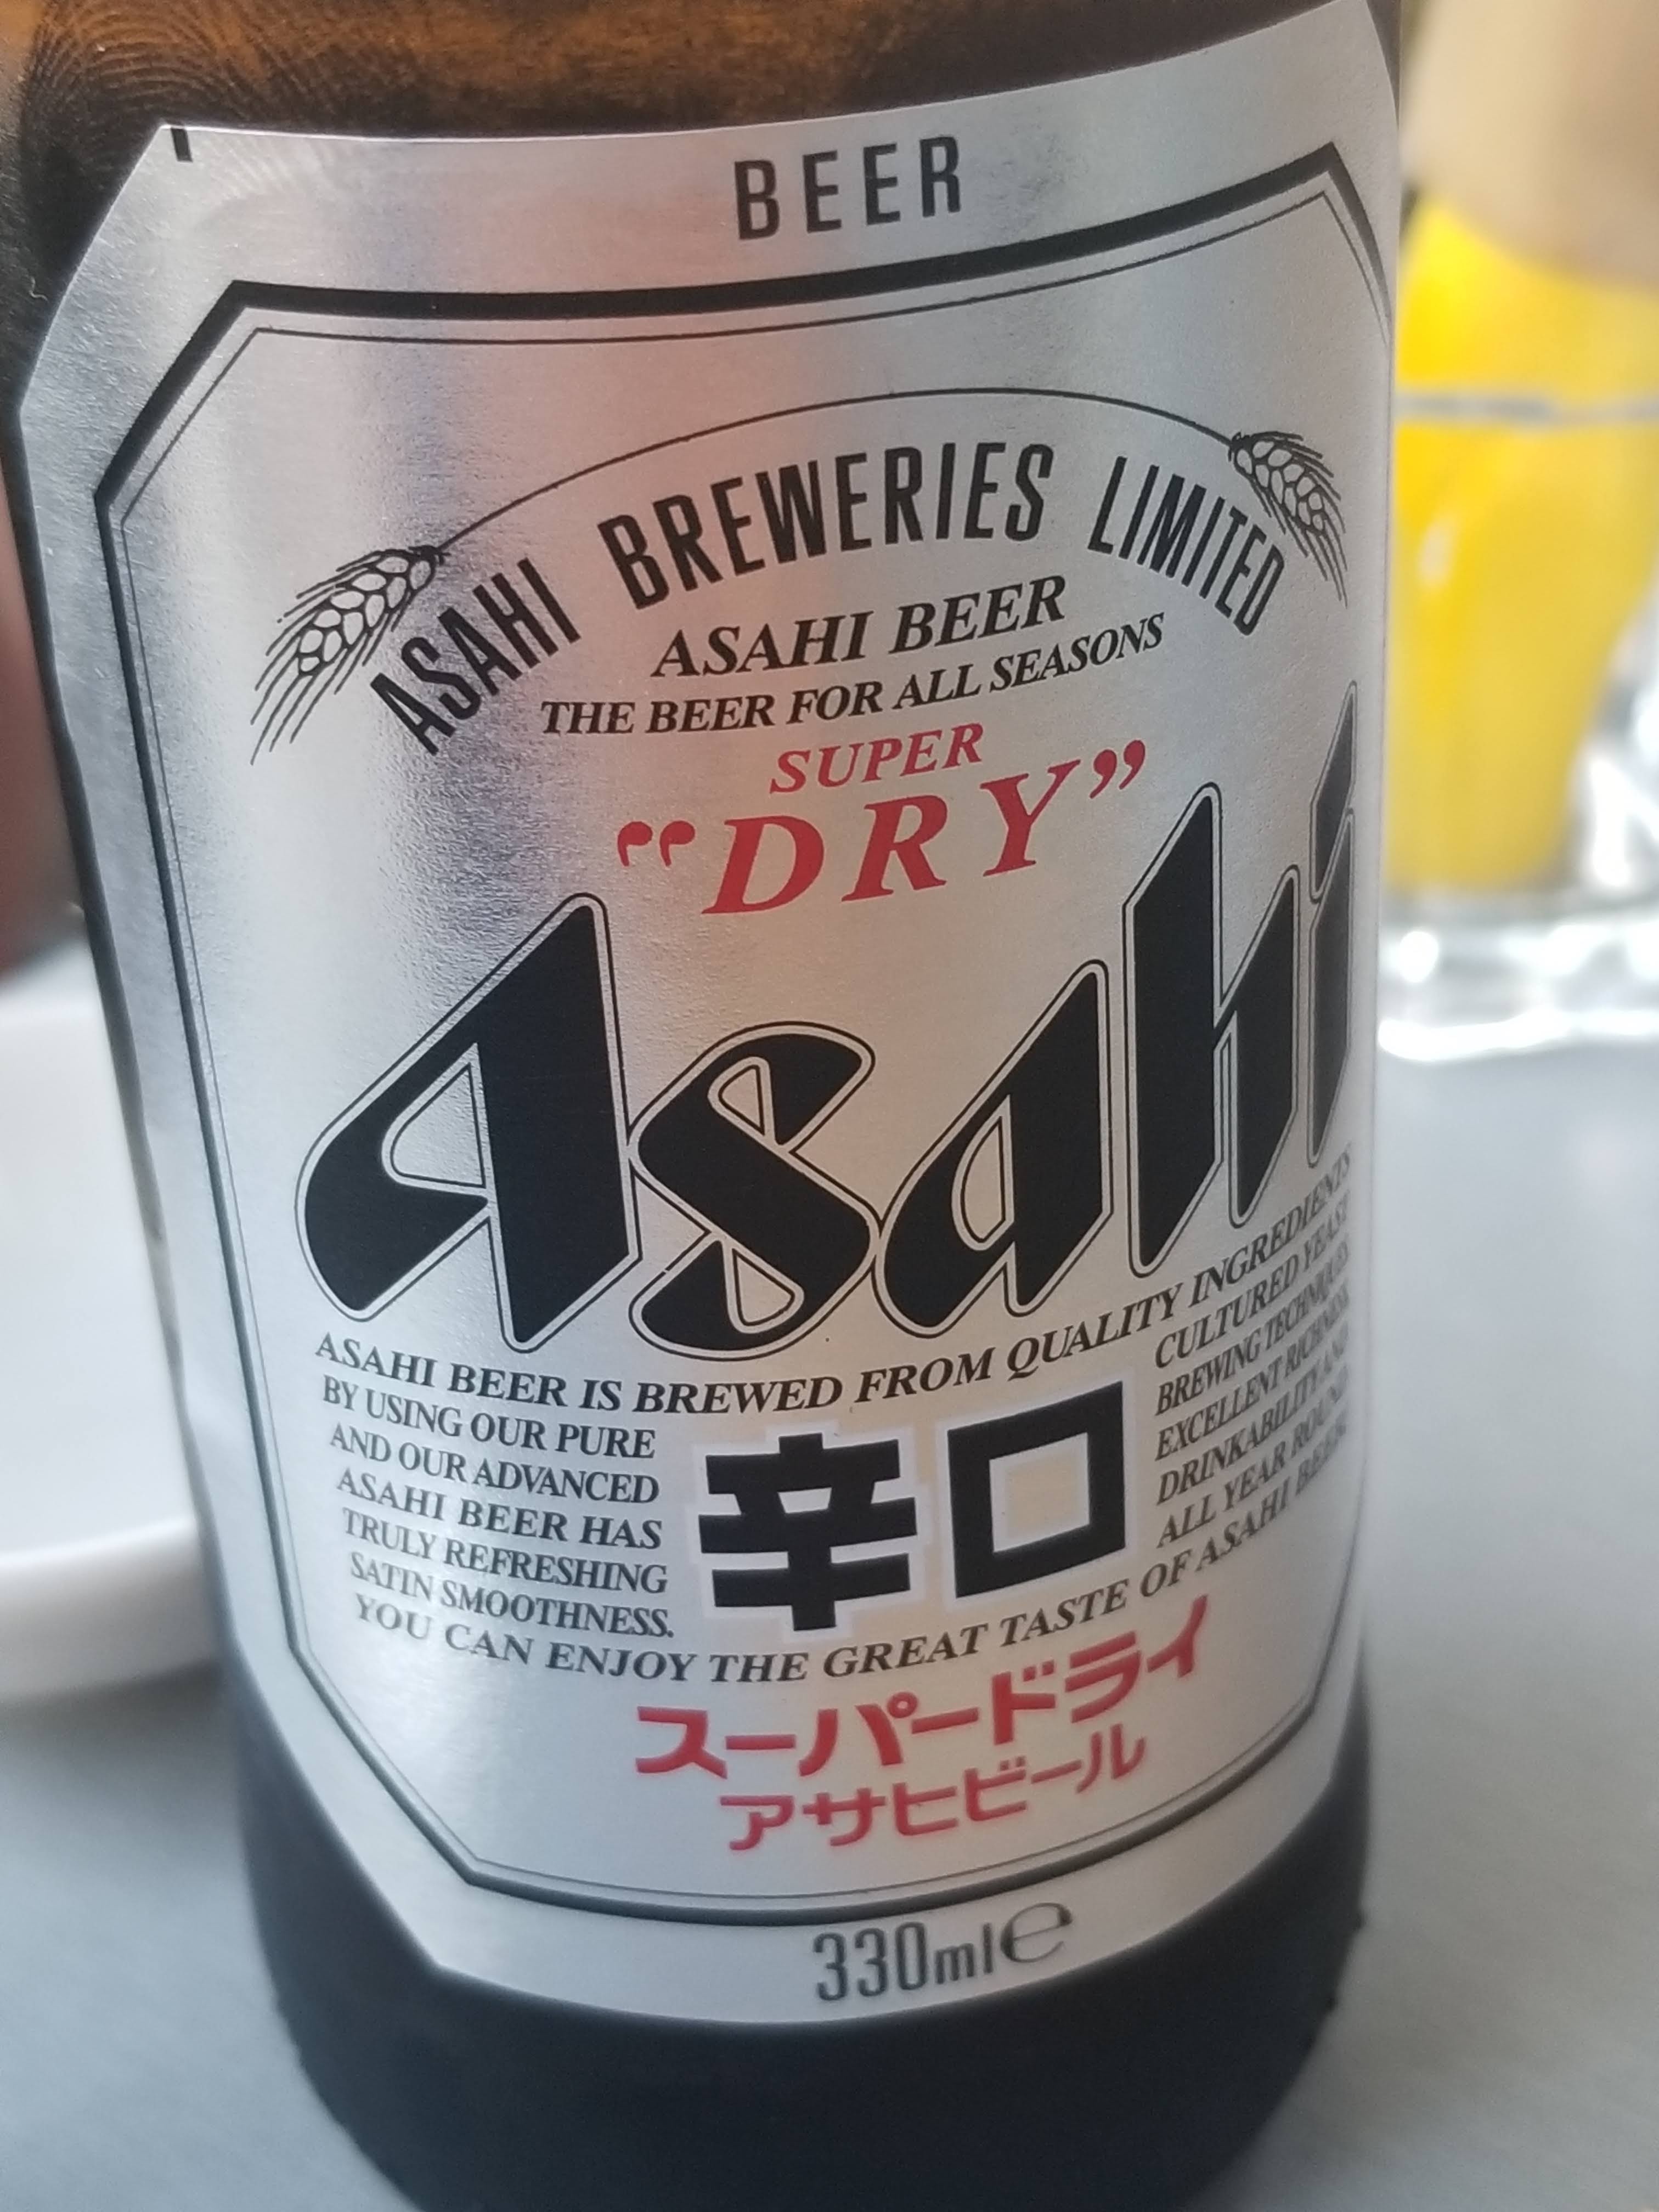 BEER
ASAHI BREWERIES LIMITED
ASAHI BEER
THE BEER FOR ALL SEASONS
SUPER
“DRY”
Asahi
ASAHI BEER IS BREWED FROM QUALITY INGREDIENTS
BY USING OUR PURE CULTURED YEAST
AND OUR ADVANCED BREWING TECHNIQUES
ASAHI BEER HAS EXCELLENT RICHNESS
TRULY REFRESHING DRINKABILITY AND
SATIN SMOOTHNESS. ALL YEAR ROUND
YOU CAN ENJOY THE GREAT TASTE OF ASAHI BEER
辛口
スーパードライ
アサヒビール
330ml℮